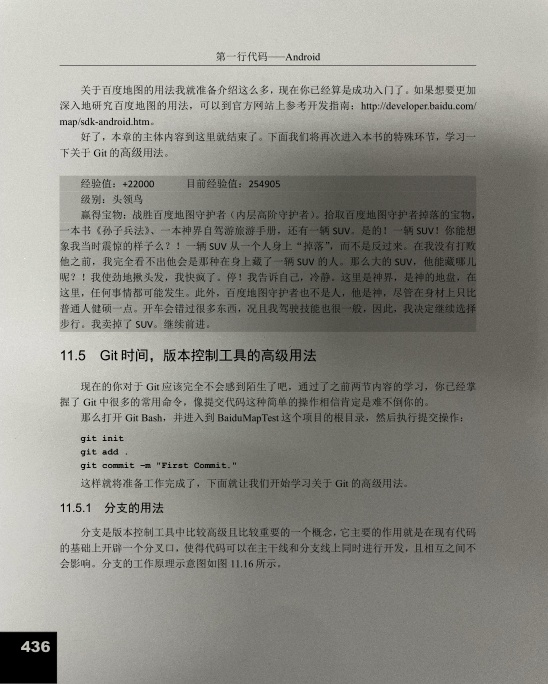 第一行代码——Android
关于百度地图的用法我就准备介绍这么多，现在你已经算是成功入门了。如果想要更加
深入地研究百度地图的用法，可以到官方网站上参考开发指南：http://developer.baidu.com/
map/sdk-android.htm。
好了，本章的主体内容到这里就结束了。下面我们将再次进入本书的特殊环节，学习一
下关于 Git 的高级用法。
经验值：+22000 目前经验值：254905
级别：头领鸟
赢得宝物：战胜百度地图守护者（内层高阶守护者）。拾取百度地图守护者掉落的宝物，
一本书《孙子兵法》、一本神界自驾游旅游手册，还有一辆 SUV。是的！一辆 SUV！你能想
象我当时震惊的样子么？！一辆 SUV 从一个人身上“掉落”，而不是反过来。在我没有打败
他之前，我完全看不出他会是那种在身上藏了一辆 SUV 的人。那么大的 SUV，他能藏哪儿
呢？！我使劲地揪头发，我快疯了。停！我告诉自己，冷静。这里是神界，是神的地盘，在
这里，任何事情都可能发生。此外，百度地图守护者也不是人，他是神，尽管在身材上只比
普通人健硕一点。开车会错过很多东西，况且我驾驶技能也很一般，因此，我决定继续选择
步行。我卖掉了 SUV。继续前进。
11.5 Git 时间，版本控制工具的高级用法
现在的你对于 Git 应该完全不会感到陌生了吧，通过了之前两节内容的学习，你已经掌
握了 Git 中很多的常用命令，像提交代码这种简单的操作相信肯定是难不倒你的。
那么打开 Git Bash，并进入到 BaiduMapTest 这个项目的根目录，然后执行提交操作：
git init
git add .
git commit -m "First Commit."
这样就将准备工作完成了，下面就让我们开始学习关于 Git 的高级用法。
11.5.1 分支的用法
分支是版本控制工具中比较高级且比较重要的一个概念，它主要的作用就是在现有代码
的基础上开辟一个分叉口，使得代码可以在主干线和分支线上同时进行开发，且相互之间不
会影响。分支的工作原理示意图如图 11.16 所示。
436